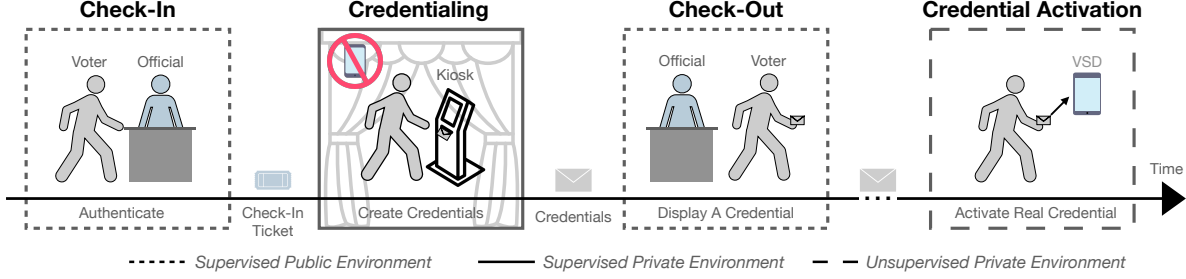 Check-In
Credentialing
Check-Out
Credential Activation
Voter
Official
Kiosk
Official
Voter
VSD
Time
Authenticate
Check-In
Ticket
Create Credentials
Credentials
Display A Credential
Activate Real Credential
Supervised Public Environment
Supervised Private Environment
Unsupervised Private Environment